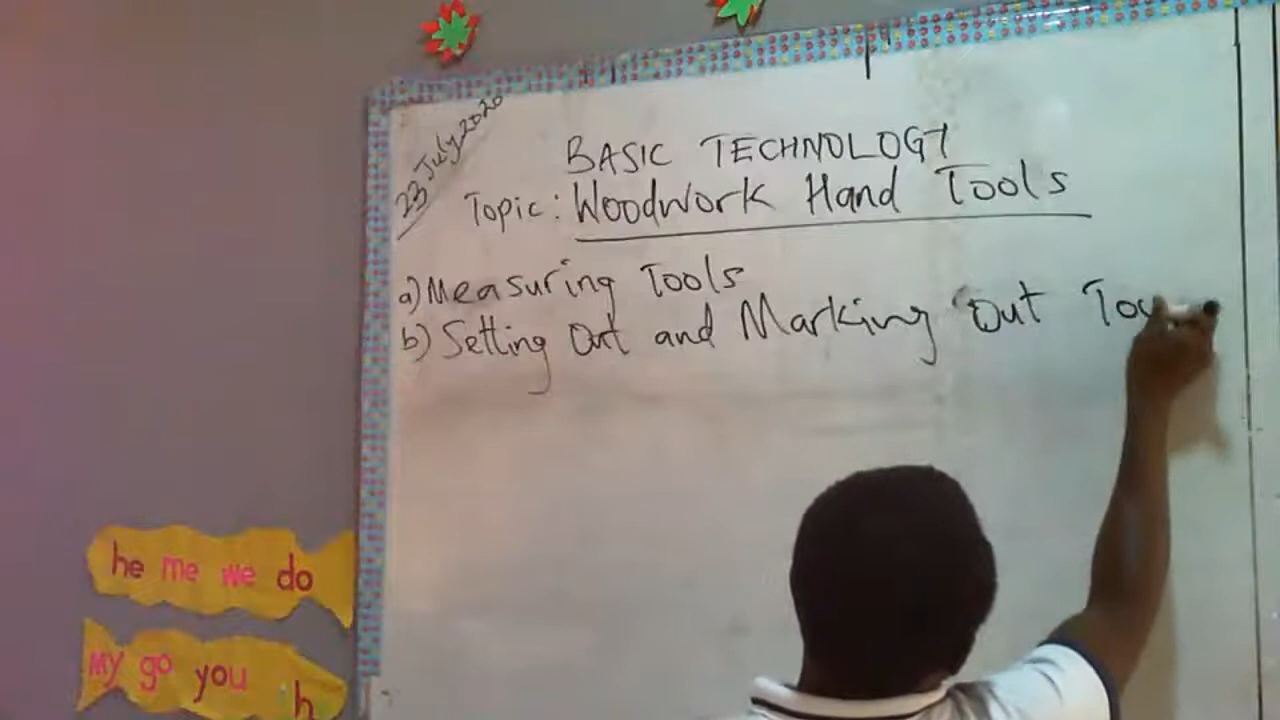 23 July 2020
BASIC TECHNOLOGY
Topic: Woodwork Hand Tools
a) Measuring Tools
b) Setting Out and Marking Out Too
he me we do
my go you h